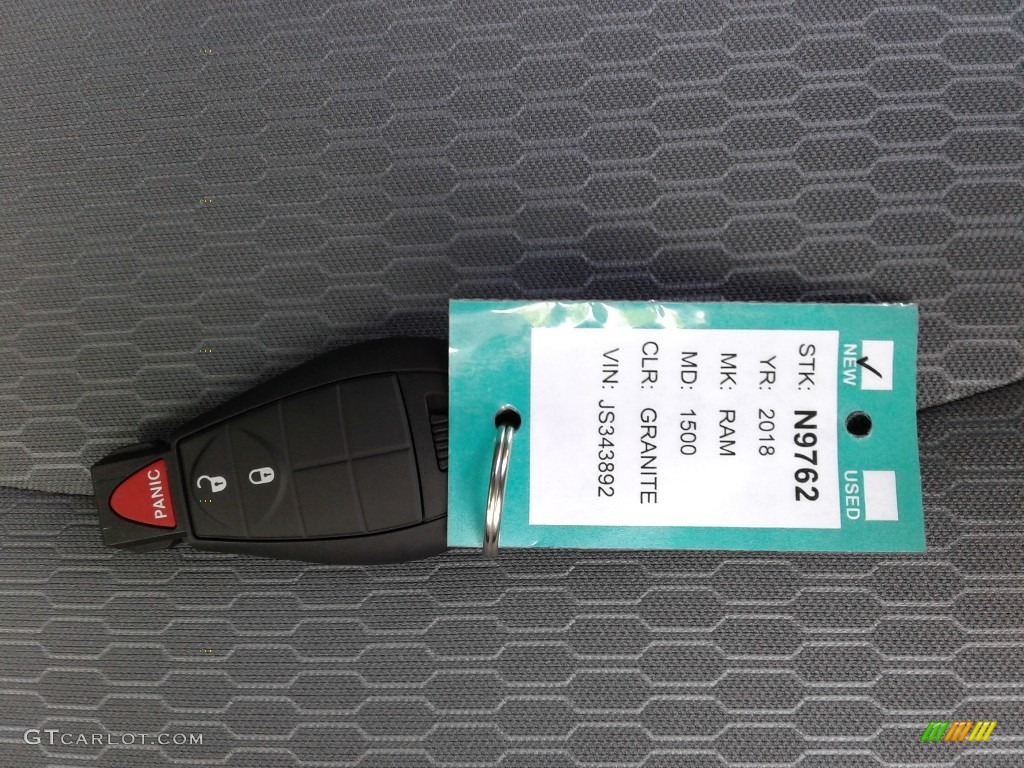 NEW ✓
USED
STK: N9762
YR: 2018
MK: RAM
MD: 1500
CLR: GRANITE
VIN: JS343892
PANIC
GTCARLOT.COM